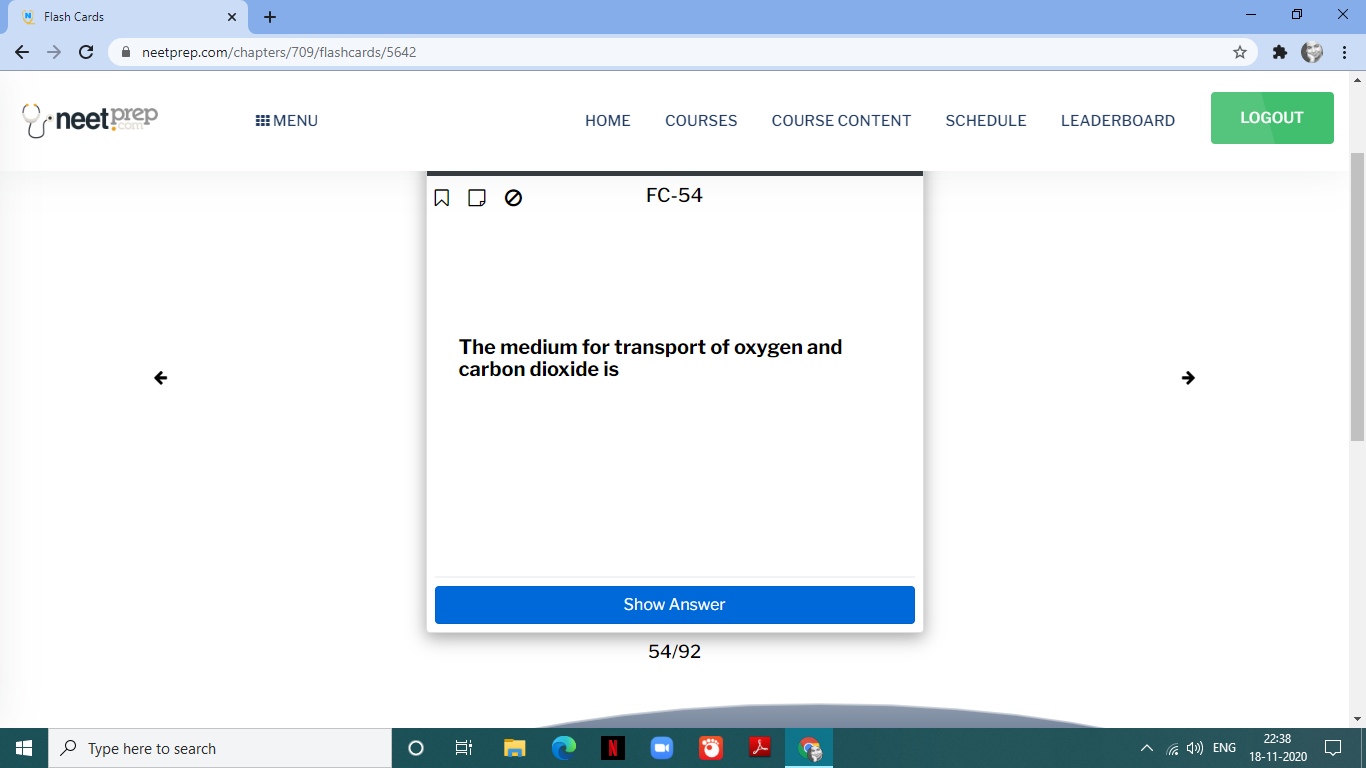 Flash Cards
neetprep.com/chapters/709/flashcards/5642
neetprep.com
MENU
HOME
COURSES
COURSE CONTENT
SCHEDULE
LEADERBOARD
LOGOUT
FC-54
The medium for transport of oxygen and
carbon dioxide is
Show Answer
54/92
Type here to search
ENG
22:38
18-11-2020